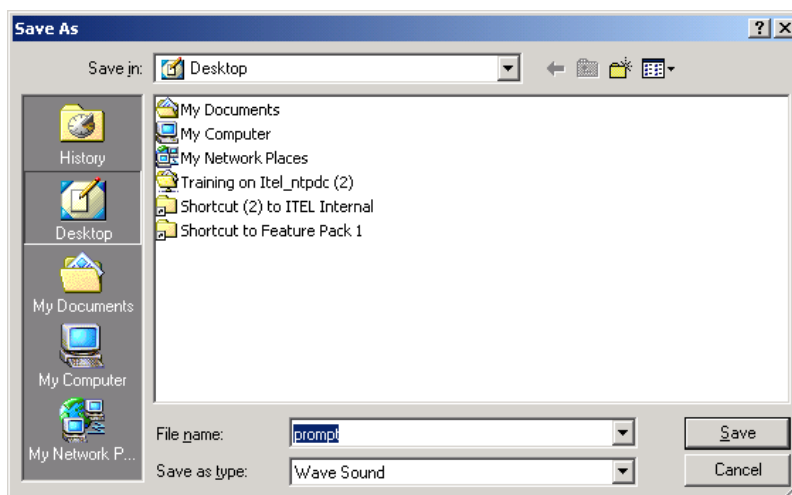 Save As
Save in: Desktop
History
Desktop
My Documents
My Computer
My Network P...
My Documents
My Computer
My Network Places
Training on Itel_ntpdc (2)
Shortcut (2) to ITEL Internal
Shortcut to Feature Pack 1
File name: prompt Save
Save as type: Wave Sound Cancel